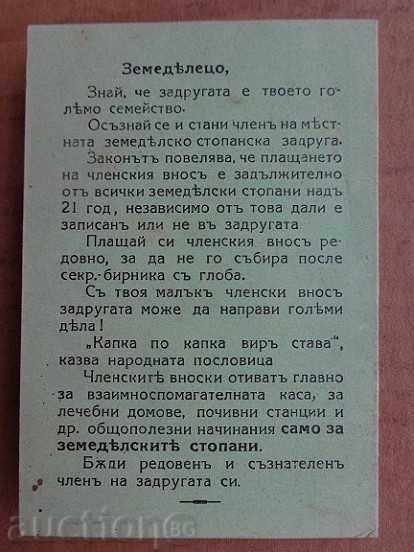 Земедѣлецо,
Знай, че задругата е твоето го-
лѣмо семейство.
Осъзнай се и стани членъ на мѣст-
ната земедѣлско стопанска задруга.
Законътъ повелява, че плащането
на членския вносъ е задължително
отъ всички земедѣлски стопани надъ
21 год, независимо отъ това дали е
записанъ или не въ задругата
Плащай си членския вносъ ре-
довно, за да не го събира после
секр.-бирника съ глоба.
Съ твоя малъкъ членски вносъ
задругата може да направи голѣми
дѣла!
„Капка по капка виръ става“,
казва народната пословица
Членскитѣ вноски отиватъ главно
за взаимноспомагателната каса, за
лечебни домове, почивни станции и
др. общополезни начинания само за
земедѣлскитѣ стопани.
Бѫди редовенъ и съзнателенъ
членъ на задругата си.
auction.BG